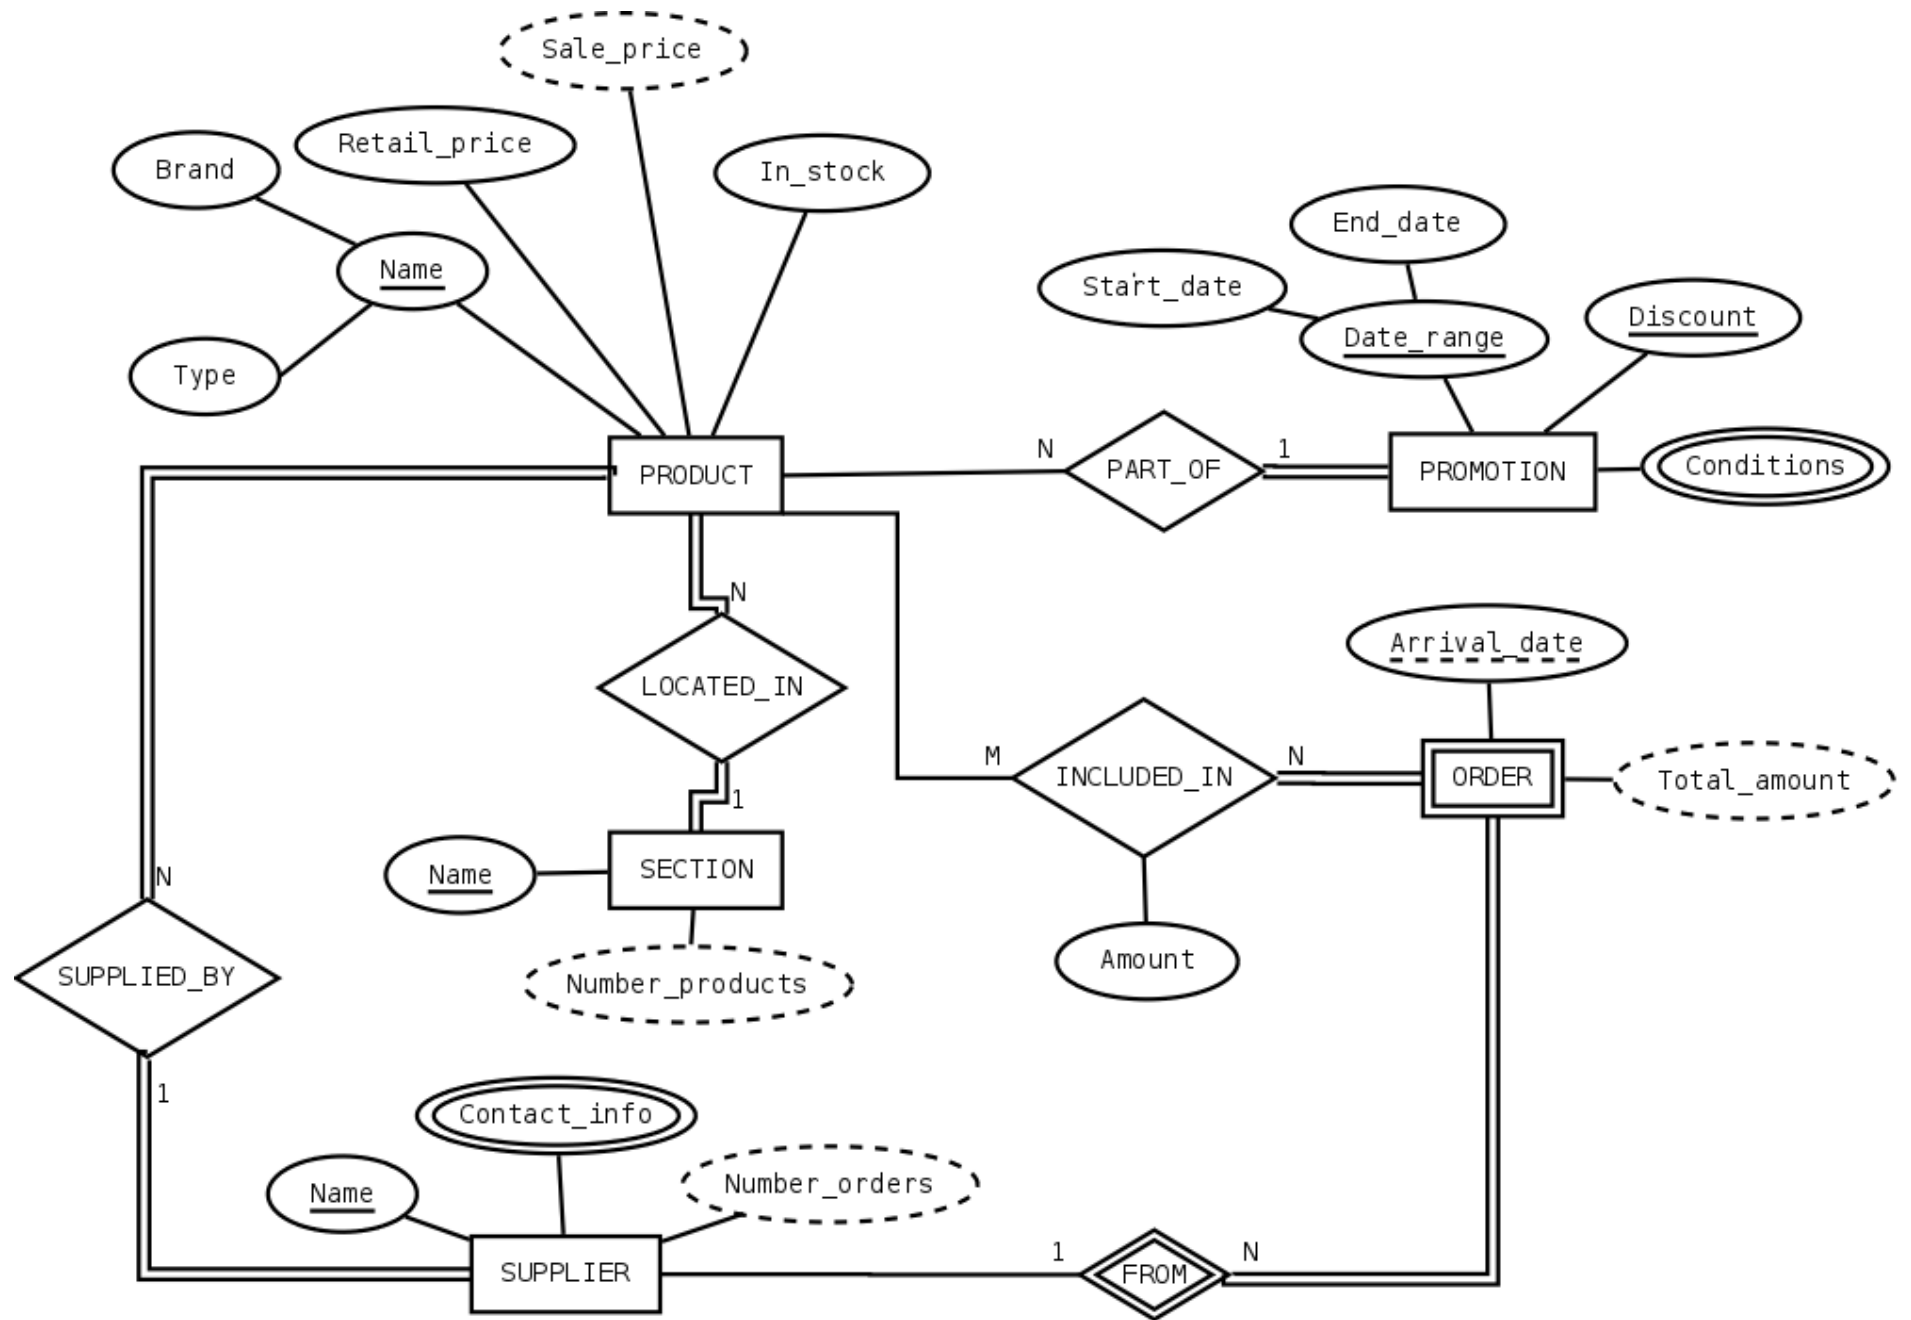 Sale_price
Retail_price
Brand
In_stock
Name
Type
End_date
Start_date
Date_range
Discount
PRODUCT
N
PART_OF
1
PROMOTION
Conditions
N
LOCATED_IN
1
Arrival_date
M
INCLUDED_IN
N
ORDER
Total_amount
Name
SECTION
Number_products
Amount
N
SUPPLIED_BY
1
Contact_info
Name
Number_orders
SUPPLIER
1
FROM
N